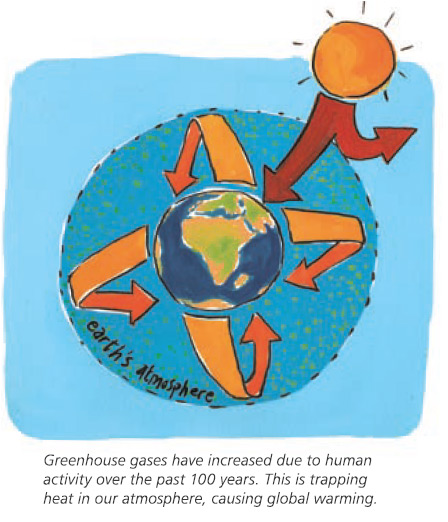 earth's atmosphere
Greenhouse gases have increased due to human
activity over the past 100 years. This is trapping
heat in our atmosphere, causing global warming.